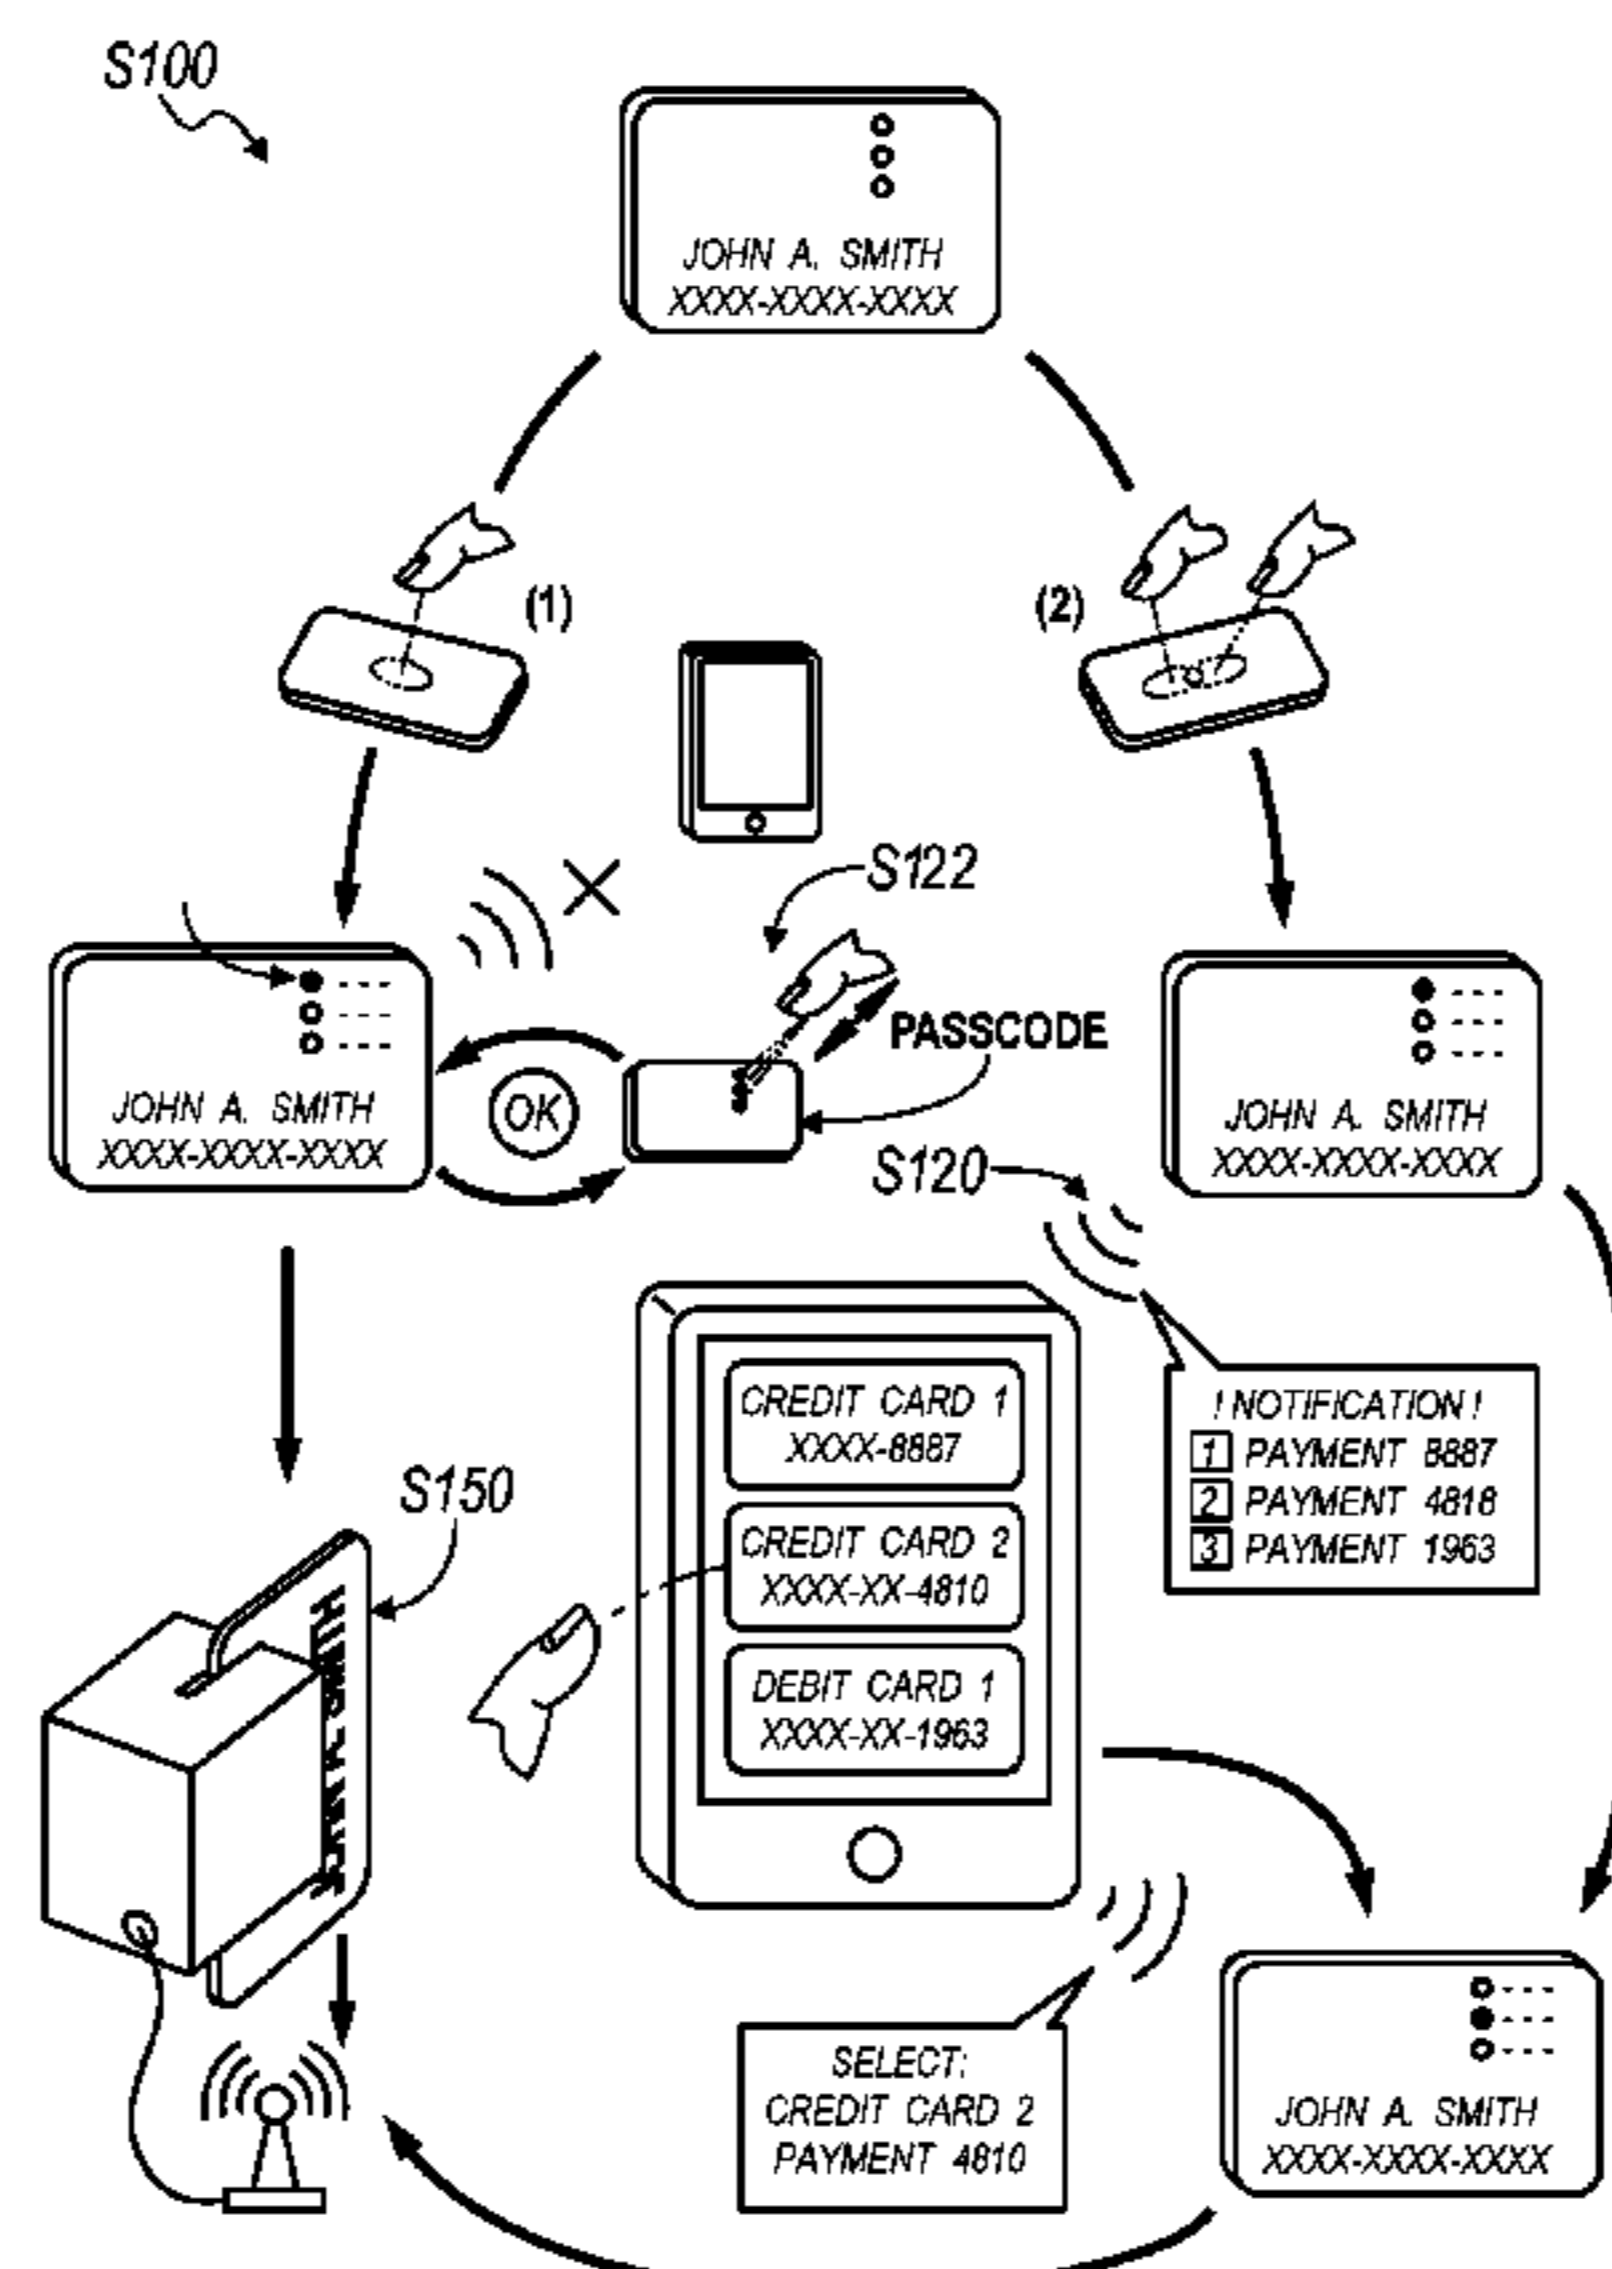 S100
JOHN A. SMITH
XXXX-XXXX-XXXX
(1)
(2)
S122
PASSCODE
JOHN A. SMITH
XXXX-XXXX-XXXX
OK
S120
JOHN A. SMITH
XXXX-XXXX-XXXX
CREDIT CARD 1
XXXX-8887
CREDIT CARD 2
XXXX-XX-4810
DEBIT CARD 1
XXXX-XX-1963
! NOTIFICATION !
1 PAYMENT 8887
2 PAYMENT 4818
3 PAYMENT 1963
S150
SELECT:
CREDIT CARD 2
PAYMENT 4810
JOHN A. SMITH
XXXX-XXXX-XXXX